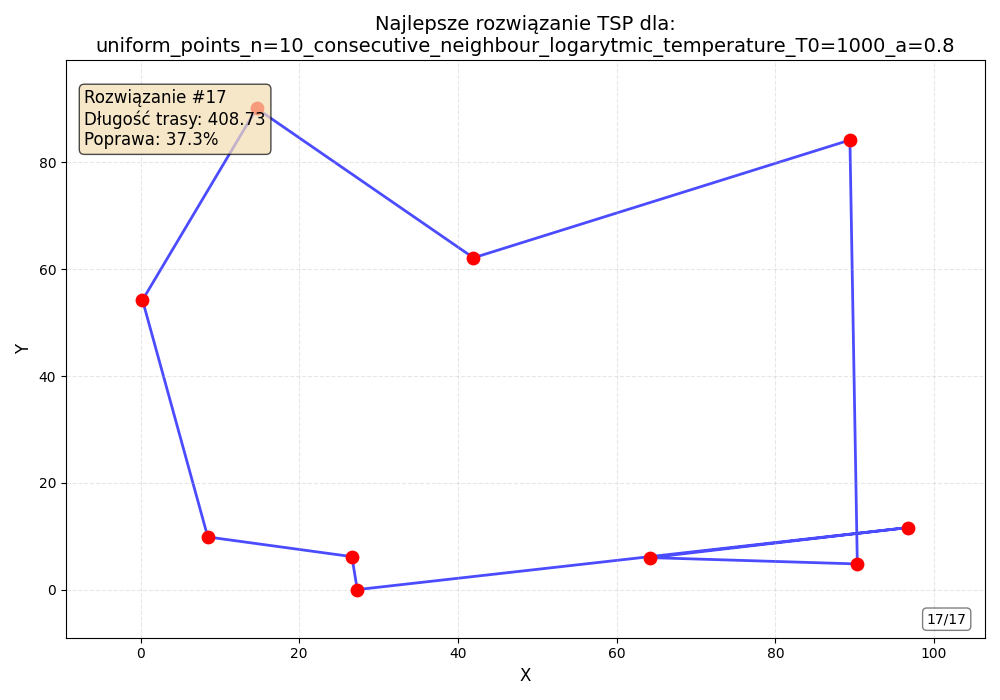 Najlepsze rozwiązanie TSP dla:
uniform_points_n=10_consecutive_neighbour_logarytmic_temperature_T0=1000_a=0.8
Rozwiązanie #17
Długość trasy: 408.73
Poprawa: 37.3%
80
60
40
20
0
Y
17/17
0 20 40 60 80 100
X